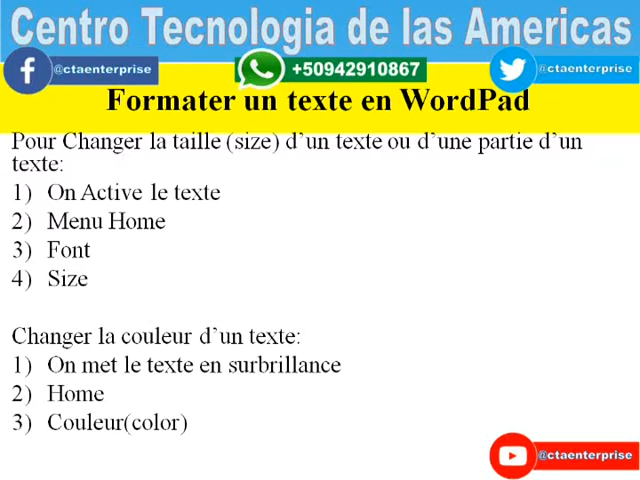 Centro Tecnologia de las Americas
@ctaenterprise
+50942910867
@ctaenterprise
Formater un texte en WordPad
Pour Changer la taille (size) d’un texte ou d’une partie d’un
texte:
1) On Active le texte
2) Menu Home
3) Font
4) Size
Changer la couleur d’un texte:
1) On met le texte en surbrillance
2) Home
3) Couleur(color)
@ctaenterprise